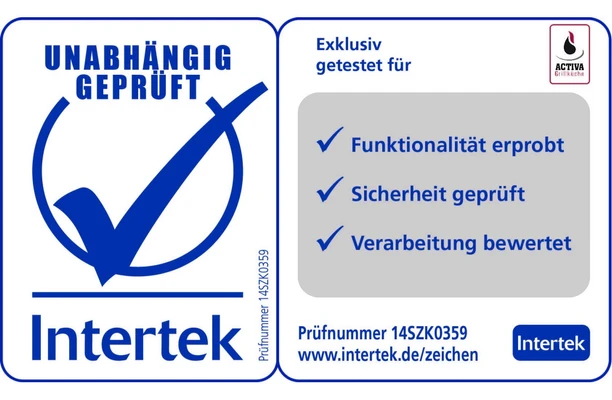 UNABHÄNGIG
GEPRÜFT
Intertek
Prüfnummer 14SZK0359
Exklusiv
getestet für
ACTIVA
Grillküche
Funktionalität erprobt
Sicherheit geprüft
Verarbeitung bewertet
Prüfnummer 14SZK0359
www.intertek.de/zeichen
Intertek